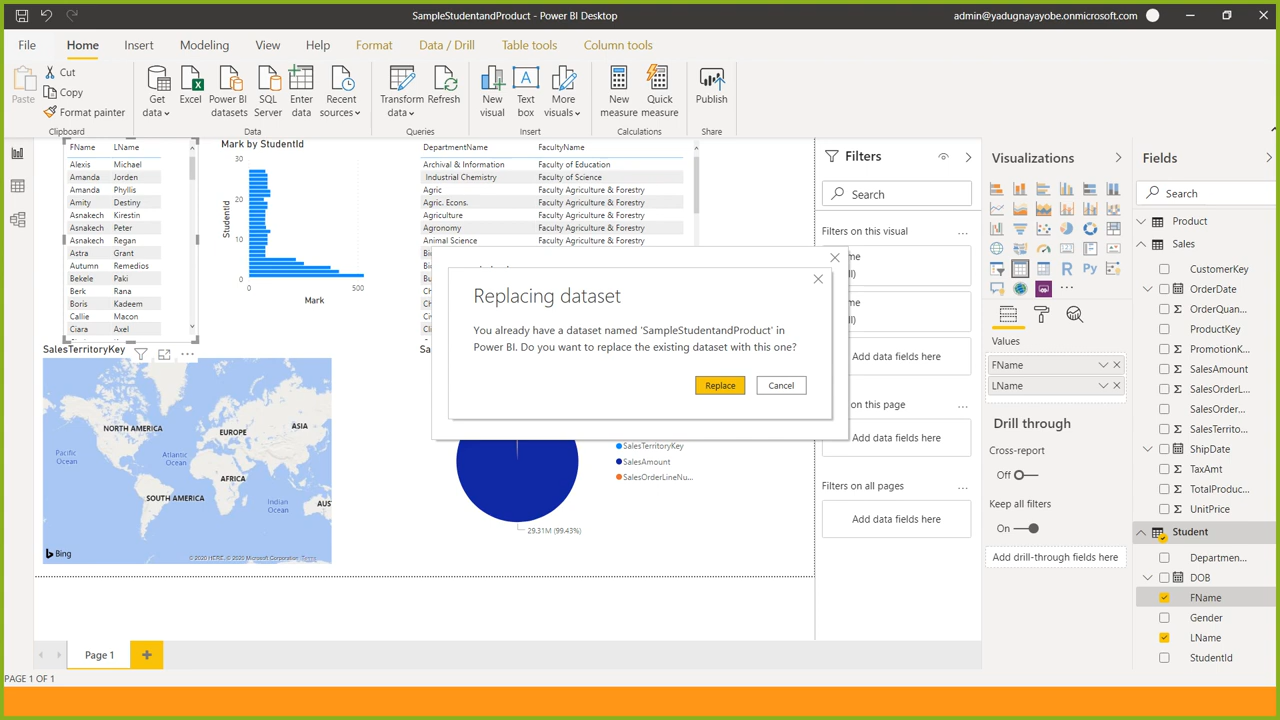 SampleStudentandProduct - Power BI Desktop
admin@yadugnayayobe.onmicrosoft.com
File Home Insert Modeling View Help Format Data / Drill Table tools Column tools
Paste
Cut
Copy
Format painter
Get data
Excel
Power BI datasets
SQL Server
Enter data
Recent sources
Transform data
Refresh
New visual
Text box
More visuals
New measure
Quick measure
Publish
Clipboard
Data
Queries
Insert
Calculations
Share
FName LName
Alexis Michael
Amanda Jorden
Amanda Phyllis
Amity Destiny
Asnakech Kirestin
Asnakech Peter
Asnakech Regan
Astra Grant
Autumn Remedios
Bekele Paki
Berk Rana
Boris Kadeem
Callie Macon
Ciara Axel
Mark by StudentId
30
20
10
0
StudentId
0 500
Mark
DepartmentName FacultyName
Archival & Information Faculty of Education
Industrial Chemistry Faculty of Science
Agric Faculty Agriculture & Forestry
Agric. Econs. Faculty Agriculture & Forestry
Agriculture Faculty Agriculture & Forestry
Agronomy Faculty Agriculture & Forestry
Animal Science Faculty Agriculture & Forestry
SalesTerritoryKey
NORTH AMERICA
EUROPE
ASIA
Pacific Ocean
Atlantic Ocean
AFRICA
SOUTH AMERICA
Indian Ocean
AUS
Bing
© 2020 HERE, © 2020 Microsoft Corporation Terms
Replacing dataset
You already have a dataset named 'SampleStudentandProduct' in
Power BI. Do you want to replace the existing dataset with this one?
Replace
Cancel
SalesTerritoryKey
SalesAmount
SalesOrderLineNu...
29.31M (99.43%)
Filters
Search
Filters on this visual
...
Add data fields here
on this page
...
Add data fields here
Filters on all pages
...
Add data fields here
Visualizations
R
Py
Values
FName
LName
Drill through
Cross-report
Off
Keep all filters
On
Add drill-through fields here
Fields
Search
Product
Sales
CustomerKey
OrderDate
OrderQuan...
ProductKey
PromotionK...
SalesAmount
SalesOrderL...
SalesOrder...
SalesTerrito...
ShipDate
TaxAmt
TotalProduc...
UnitPrice
Student
Departmen...
DOB
FName
Gender
LName
StudentId
Page 1
PAGE 1 OF 1